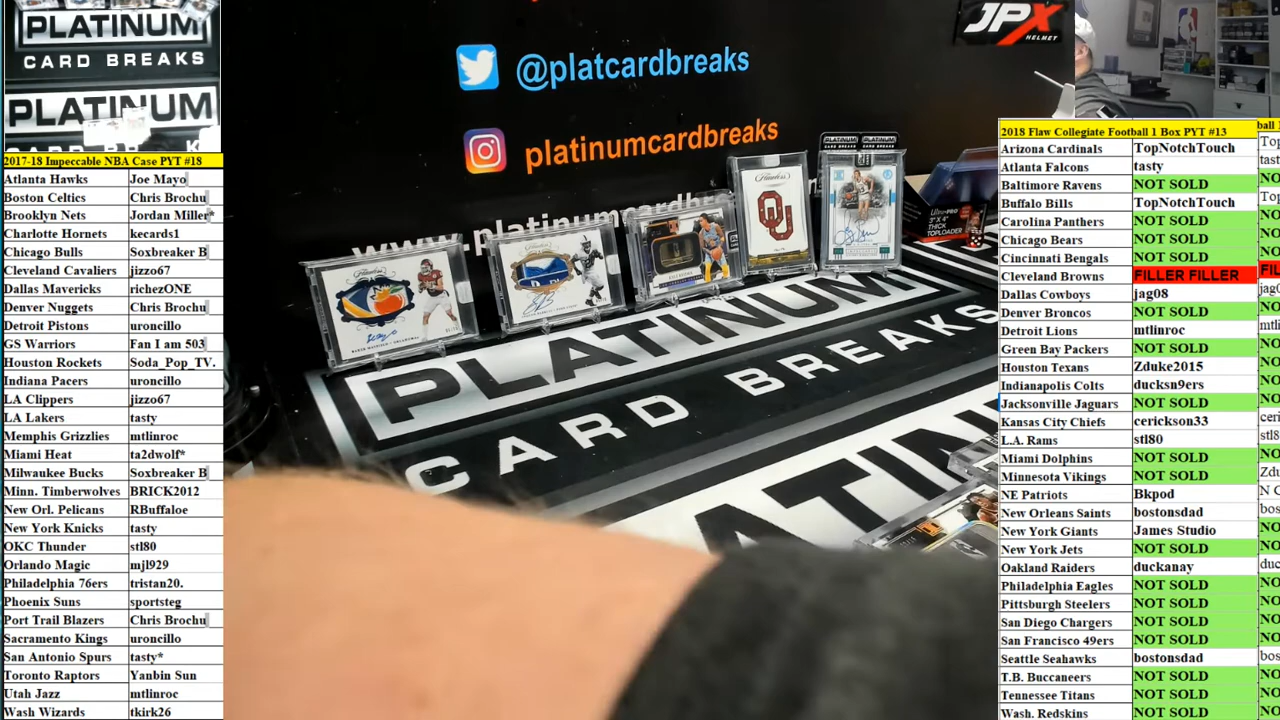 PLATINUM
CARD BREAKS
PLATINUM
2017-18 Impeccable NBA Case PYT #18
Atlanta Hawks Joe Mayo
Boston Celtics Chris Brochu
Brooklyn Nets Jordan Miller*
Charlotte Hornets kecards1
Chicago Bulls Soxbreaker B
Cleveland Cavaliers jizzo67
Dallas Mavericks richezONE
Denver Nuggets Chris Brochu
Detroit Pistons uroncillo
GS Warriors Fan I am 503
Houston Rockets Soda_Pop_TV.
Indiana Pacers uroncillo
LA Clippers jizzo67
LA Lakers tasty
Memphis Grizzlies mtlinroc
Miami Heat ta2dwolf*
Milwaukee Bucks Soxbreaker B
Minn. Timberwolves BRICK2012
New Orl. Pelicans RBuffaloe
New York Knicks tasty
OKC Thunder stl80
Orlando Magic mjl929
Philadelphia 76ers tristan20.
Phoenix Suns sportsteg
Port Trail Blazers Chris Brochu
Sacramento Kings uroncillo
San Antonio Spurs tasty*
Toronto Raptors Yanbin Sun
Utah Jazz mtlinroc
Wash Wizards tkirk26
@platcardbreaks
platinumcardbreaks
www.platinumcardbreaks
JPX
HELMET
PLATINUM
CARD BREAKS
OU
Ultra-PRO
3" X 4"
THICK
TOPLOADER
PLATINUM
CARD BREAKS
2018 Flaw Collegiate Football 1 Box PYT #13
Arizona Cardinals TopNotchTouch
Atlanta Falcons tasty
Baltimore Ravens NOT SOLD
Buffalo Bills TopNotchTouch
Carolina Panthers NOT SOLD
Chicago Bears NOT SOLD
Cincinnati Bengals NOT SOLD
Cleveland Browns FILLER FILLER
Dallas Cowboys jag08
Denver Broncos NOT SOLD
Detroit Lions mtlinroc
Green Bay Packers NOT SOLD
Houston Texans Zduke2015
Indianapolis Colts ducksn9ers
Jacksonville Jaguars NOT SOLD
Kansas City Chiefs cerickson33
L.A. Rams stl80
Miami Dolphins NOT SOLD
Minnesota Vikings NOT SOLD
NE Patriots Bkpod
New Orleans Saints bostonsdad
New York Giants James Studio
New York Jets NOT SOLD
Oakland Raiders duckanay
Philadelphia Eagles NOT SOLD
Pittsburgh Steelers NOT SOLD
San Diego Chargers NOT SOLD
San Francisco 49ers NOT SOLD
Seattle Seahawks bostonsdad
T.B. Buccaneers NOT SOLD
Tennessee Titans NOT SOLD
Wash. Redskins NOT SOLD